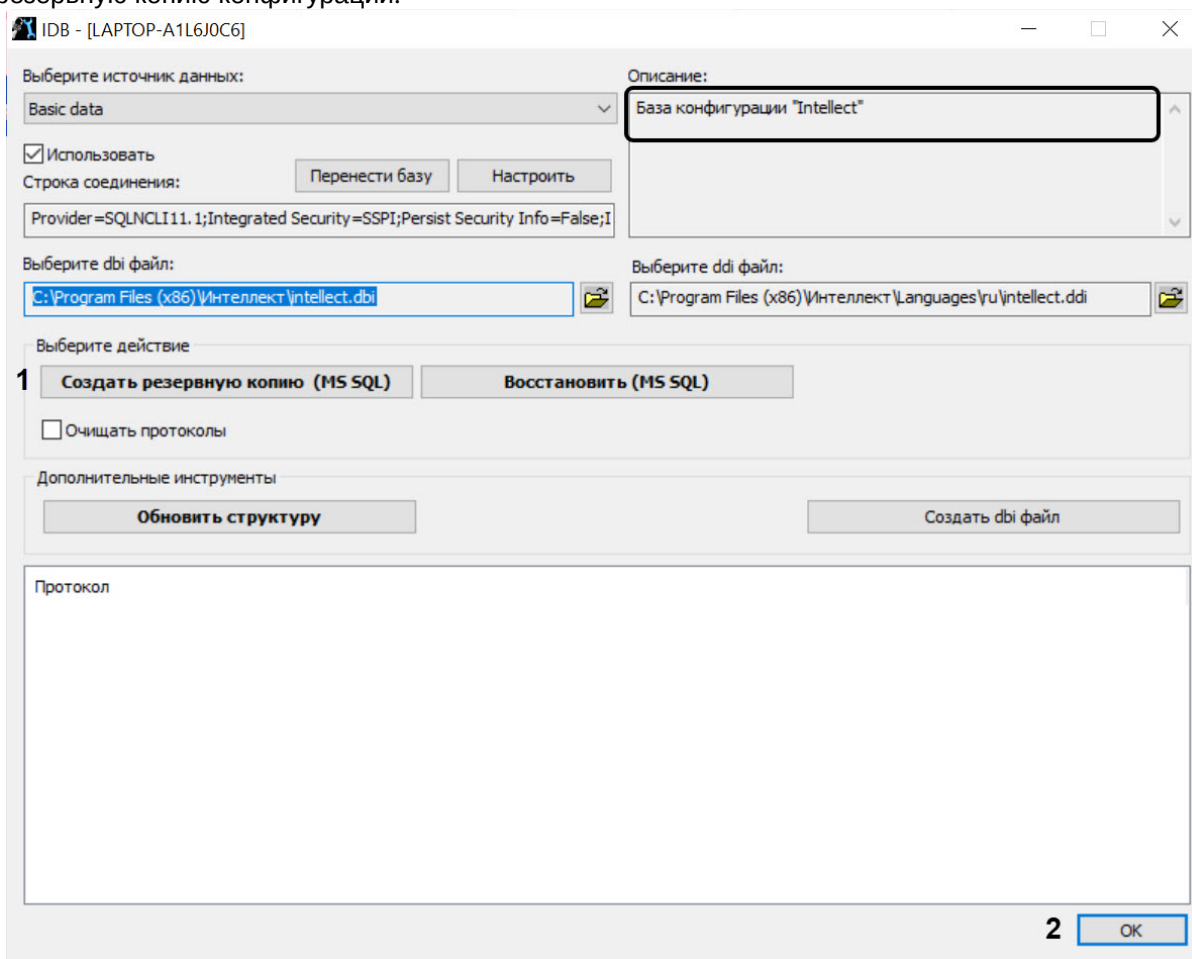 резервную копию конфигурации.
IDB - [LAPTOP-A1L6J0C6]
Выберите источник данных:
Описание:
Basic data
База конфигурации "Intellect"
Использовать
Строка соединения:
Перенести базу
Настроить
Provider=SQLNCLI11.1;Integrated Security=SSPI;Persist Security Info=False;I
Выберите dbi файл:
Выберите ddi файл:
C:\Program Files (x86)\Интеллект\intellect.dbi
C:\Program Files (x86)\Интеллект\Languages\ru\intellect.ddi
Выберите действие
1
Создать резервную копию (MS SQL)
Восстановить (MS SQL)
Очищать протоколы
Дополнительные инструменты
Обновить структуру
Создать dbi файл
Протокол
2
OK